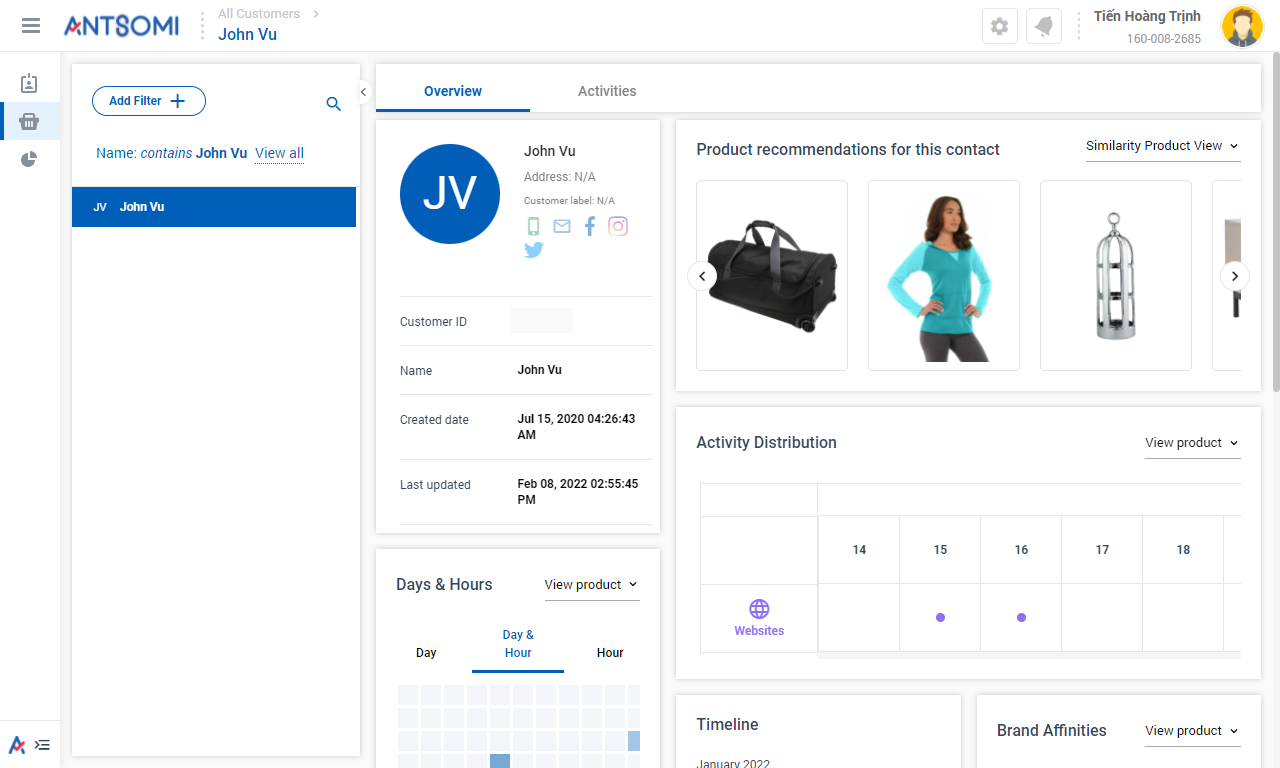 ANTSOMI
All Customers
John Vu
Tiến Hoàng Trịnh
160-008-2685
Add Filter
Name: contains John Vu View all
JV John Vu
Overview
Activities
JV
John Vu
Address: N/A
Customer label: N/A
Customer ID
Name John Vu
Created date Jul 15, 2020 04:26:43 AM
Last updated Feb 08, 2022 02:55:45 PM
Product recommendations for this contact
Similarity Product View
Activity Distribution
View product
14 15 16 17 18
Websites
Days & Hours
View product
Day
Day & Hour
Hour
Timeline
January 2022
Brand Affinities
View product